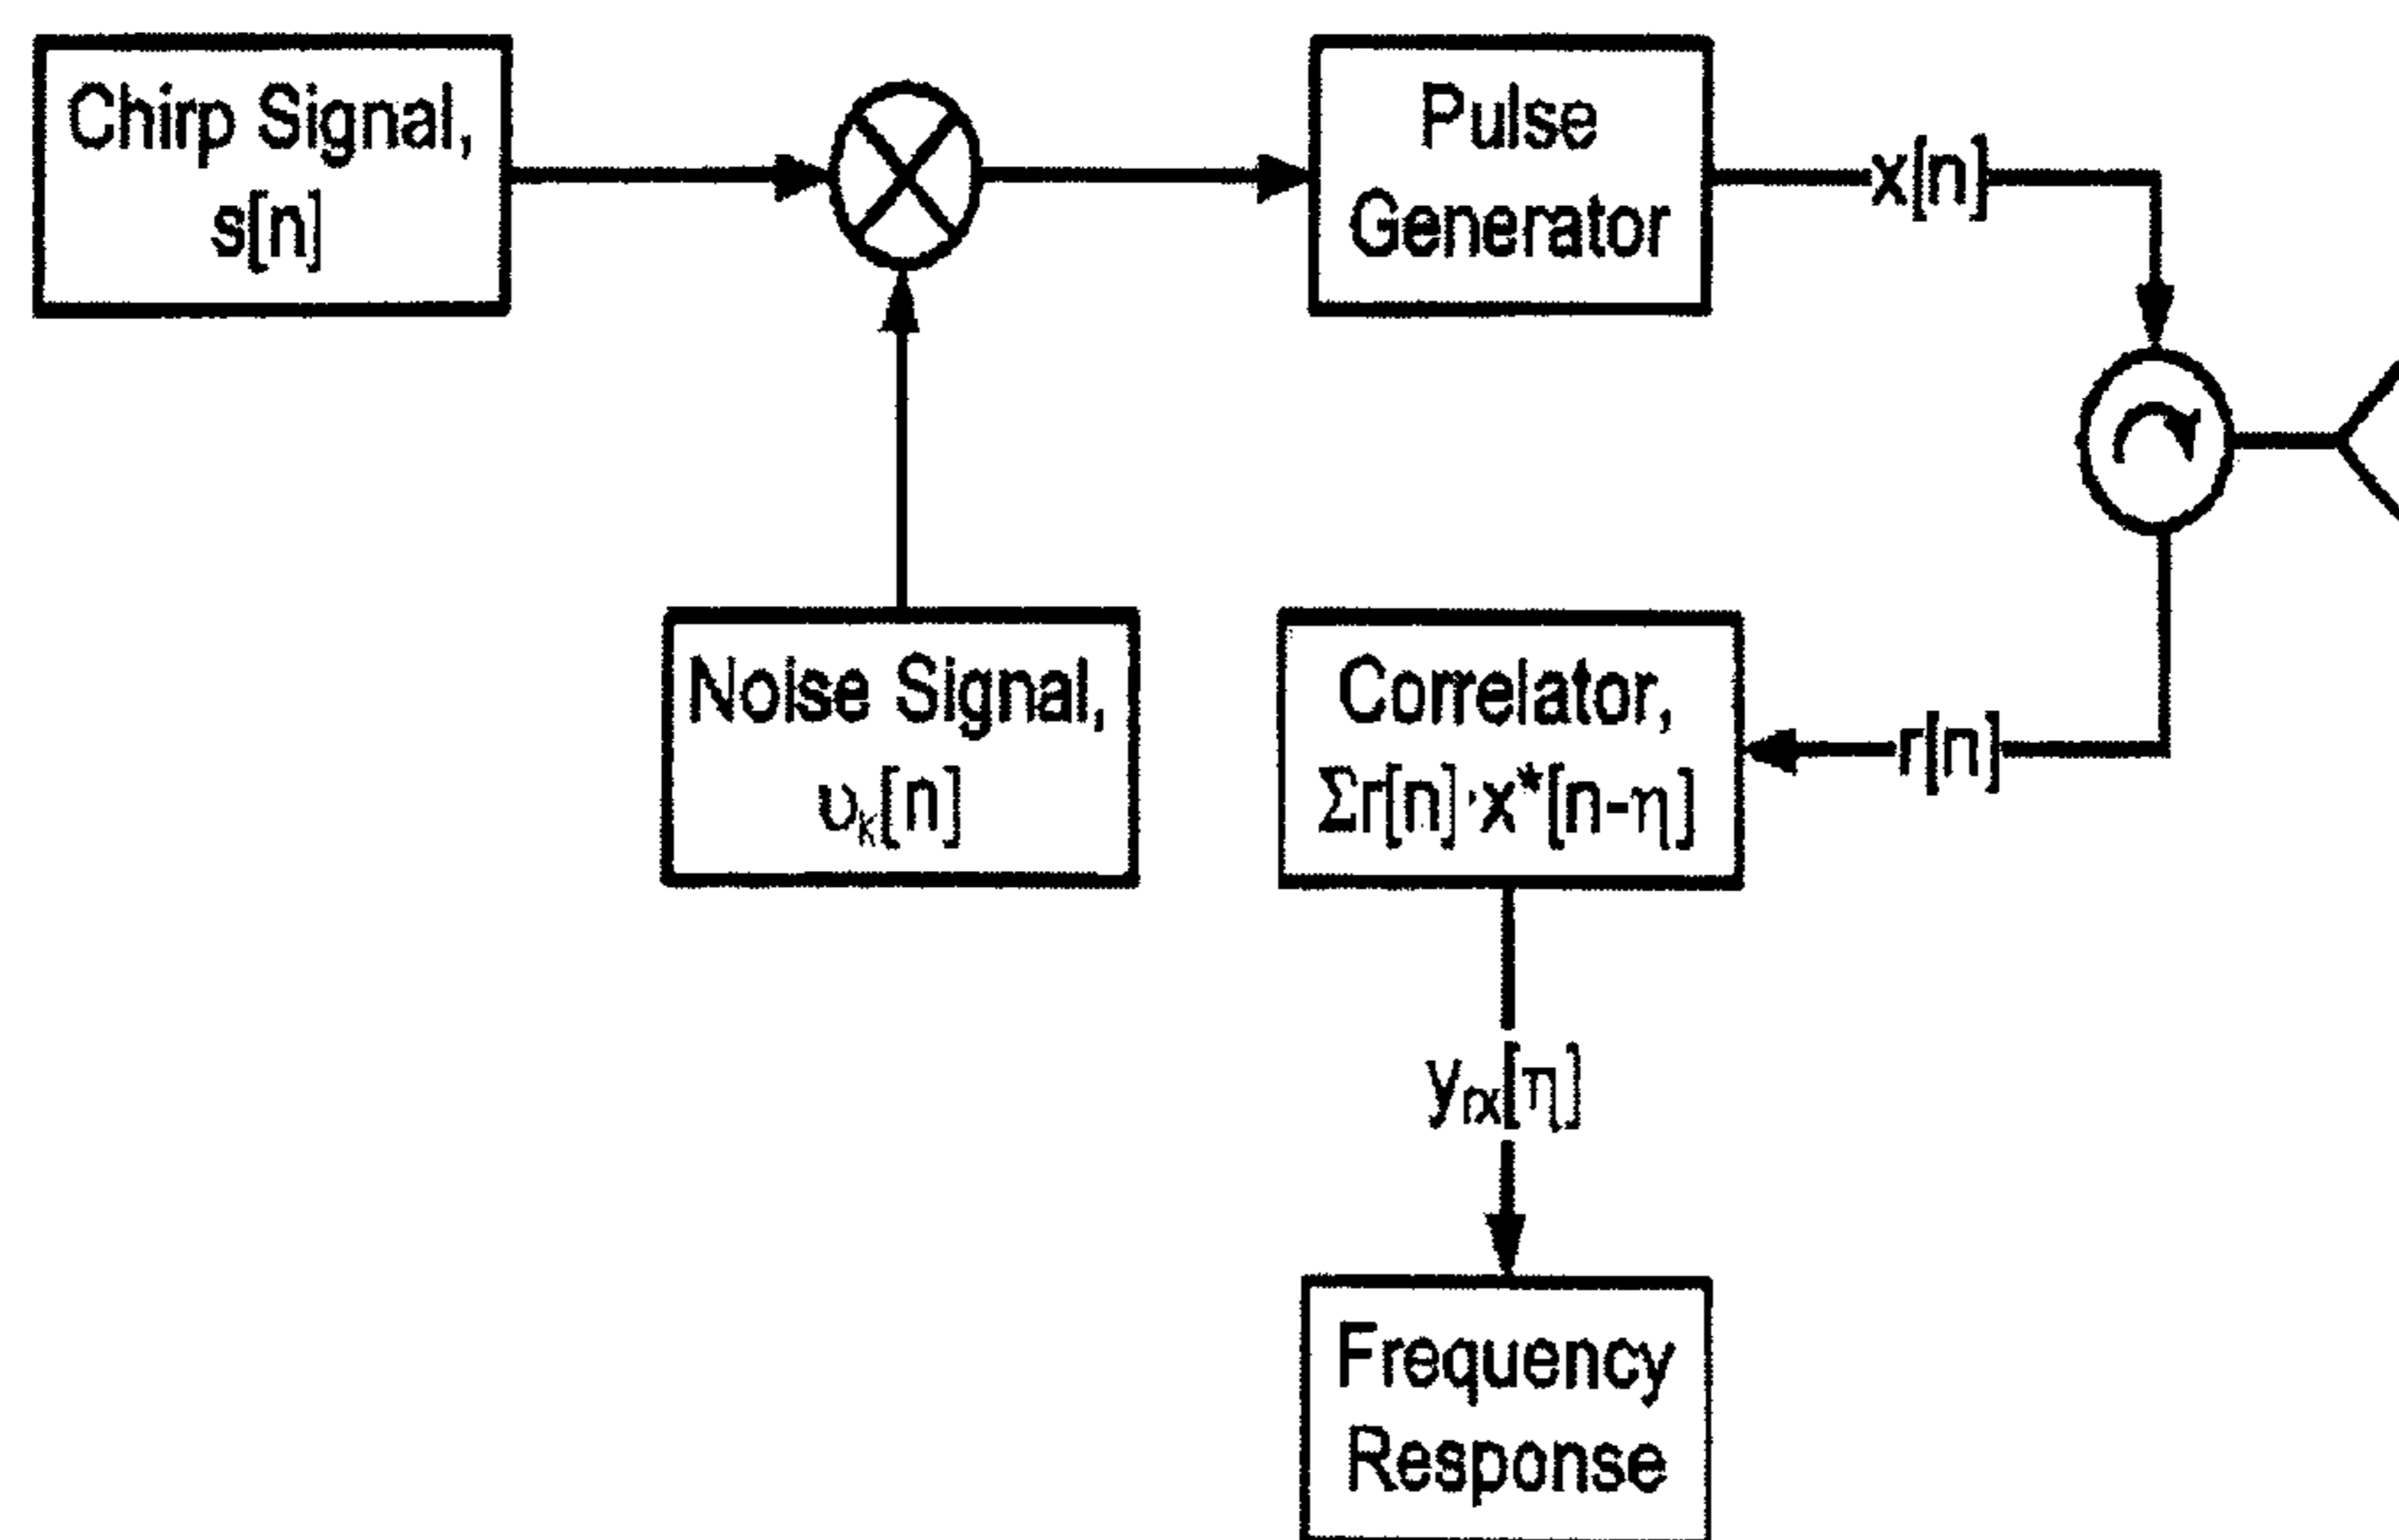 Chirp Signal,
s[n]
Pulse
Generator
x[n]
Noise Signal,
υk[n]
Correlator,
Σr[n]·x*[n-η]
r[n]
yrx[η]
Frequency
Response